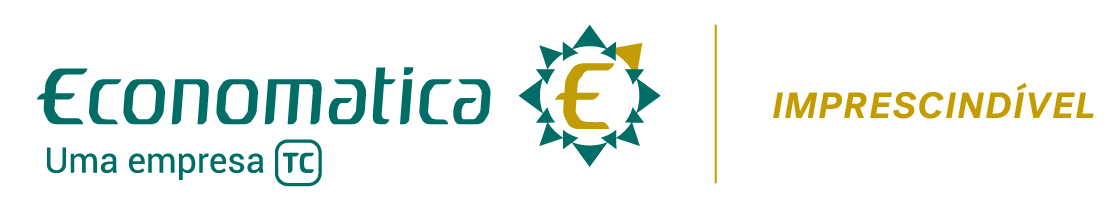 Economatica
E
Uma empresa TC
IMPRESCINDÍVEL